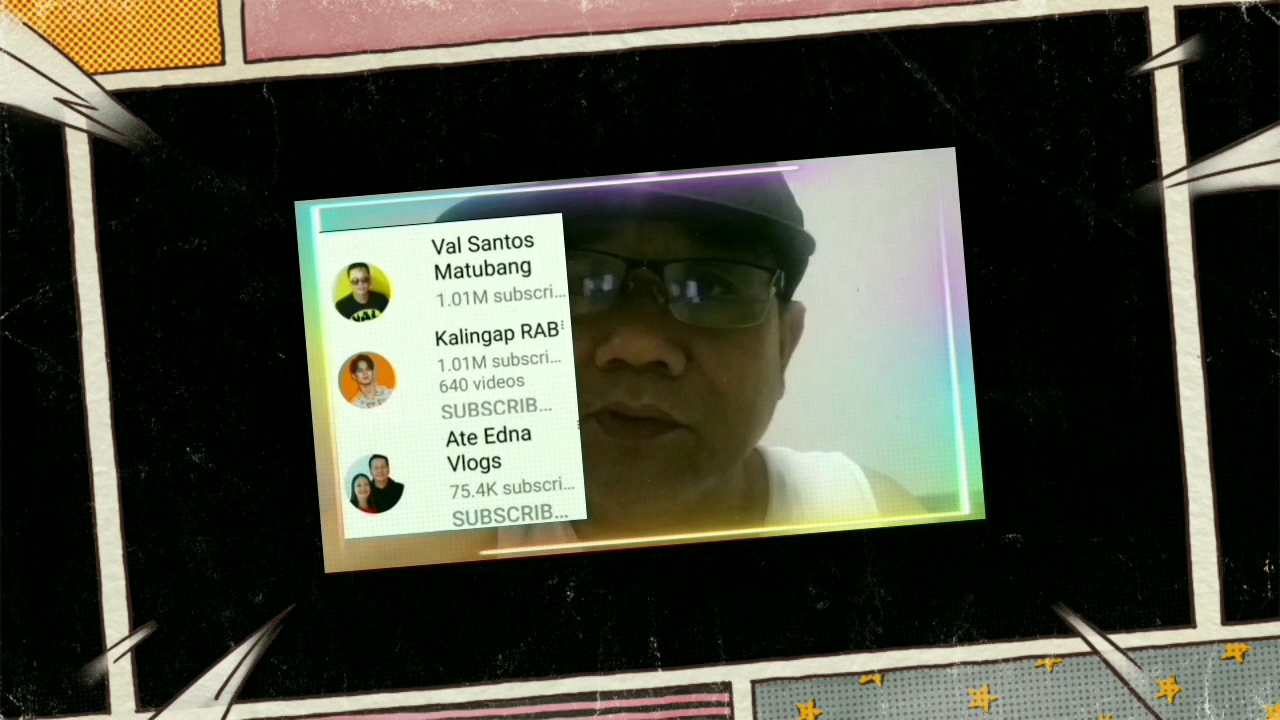 Val Santos
Matubang
1.01M subscri...
Kalingap RAB
1.01M subscri...
640 videos
SUBSCRIB...
Ate Edna
Vlogs
75.4K subscri...
SUBSCRIB...